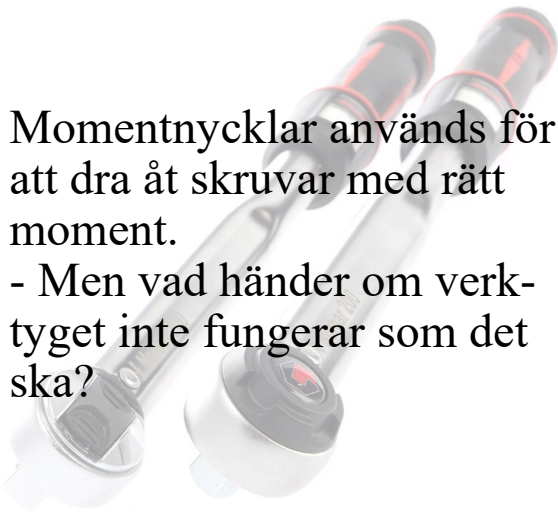 Momentnycklar används för
att dra åt skruvar med rätt
moment.
- Men vad händer om verk-
tyget inte fungerar som det
ska?